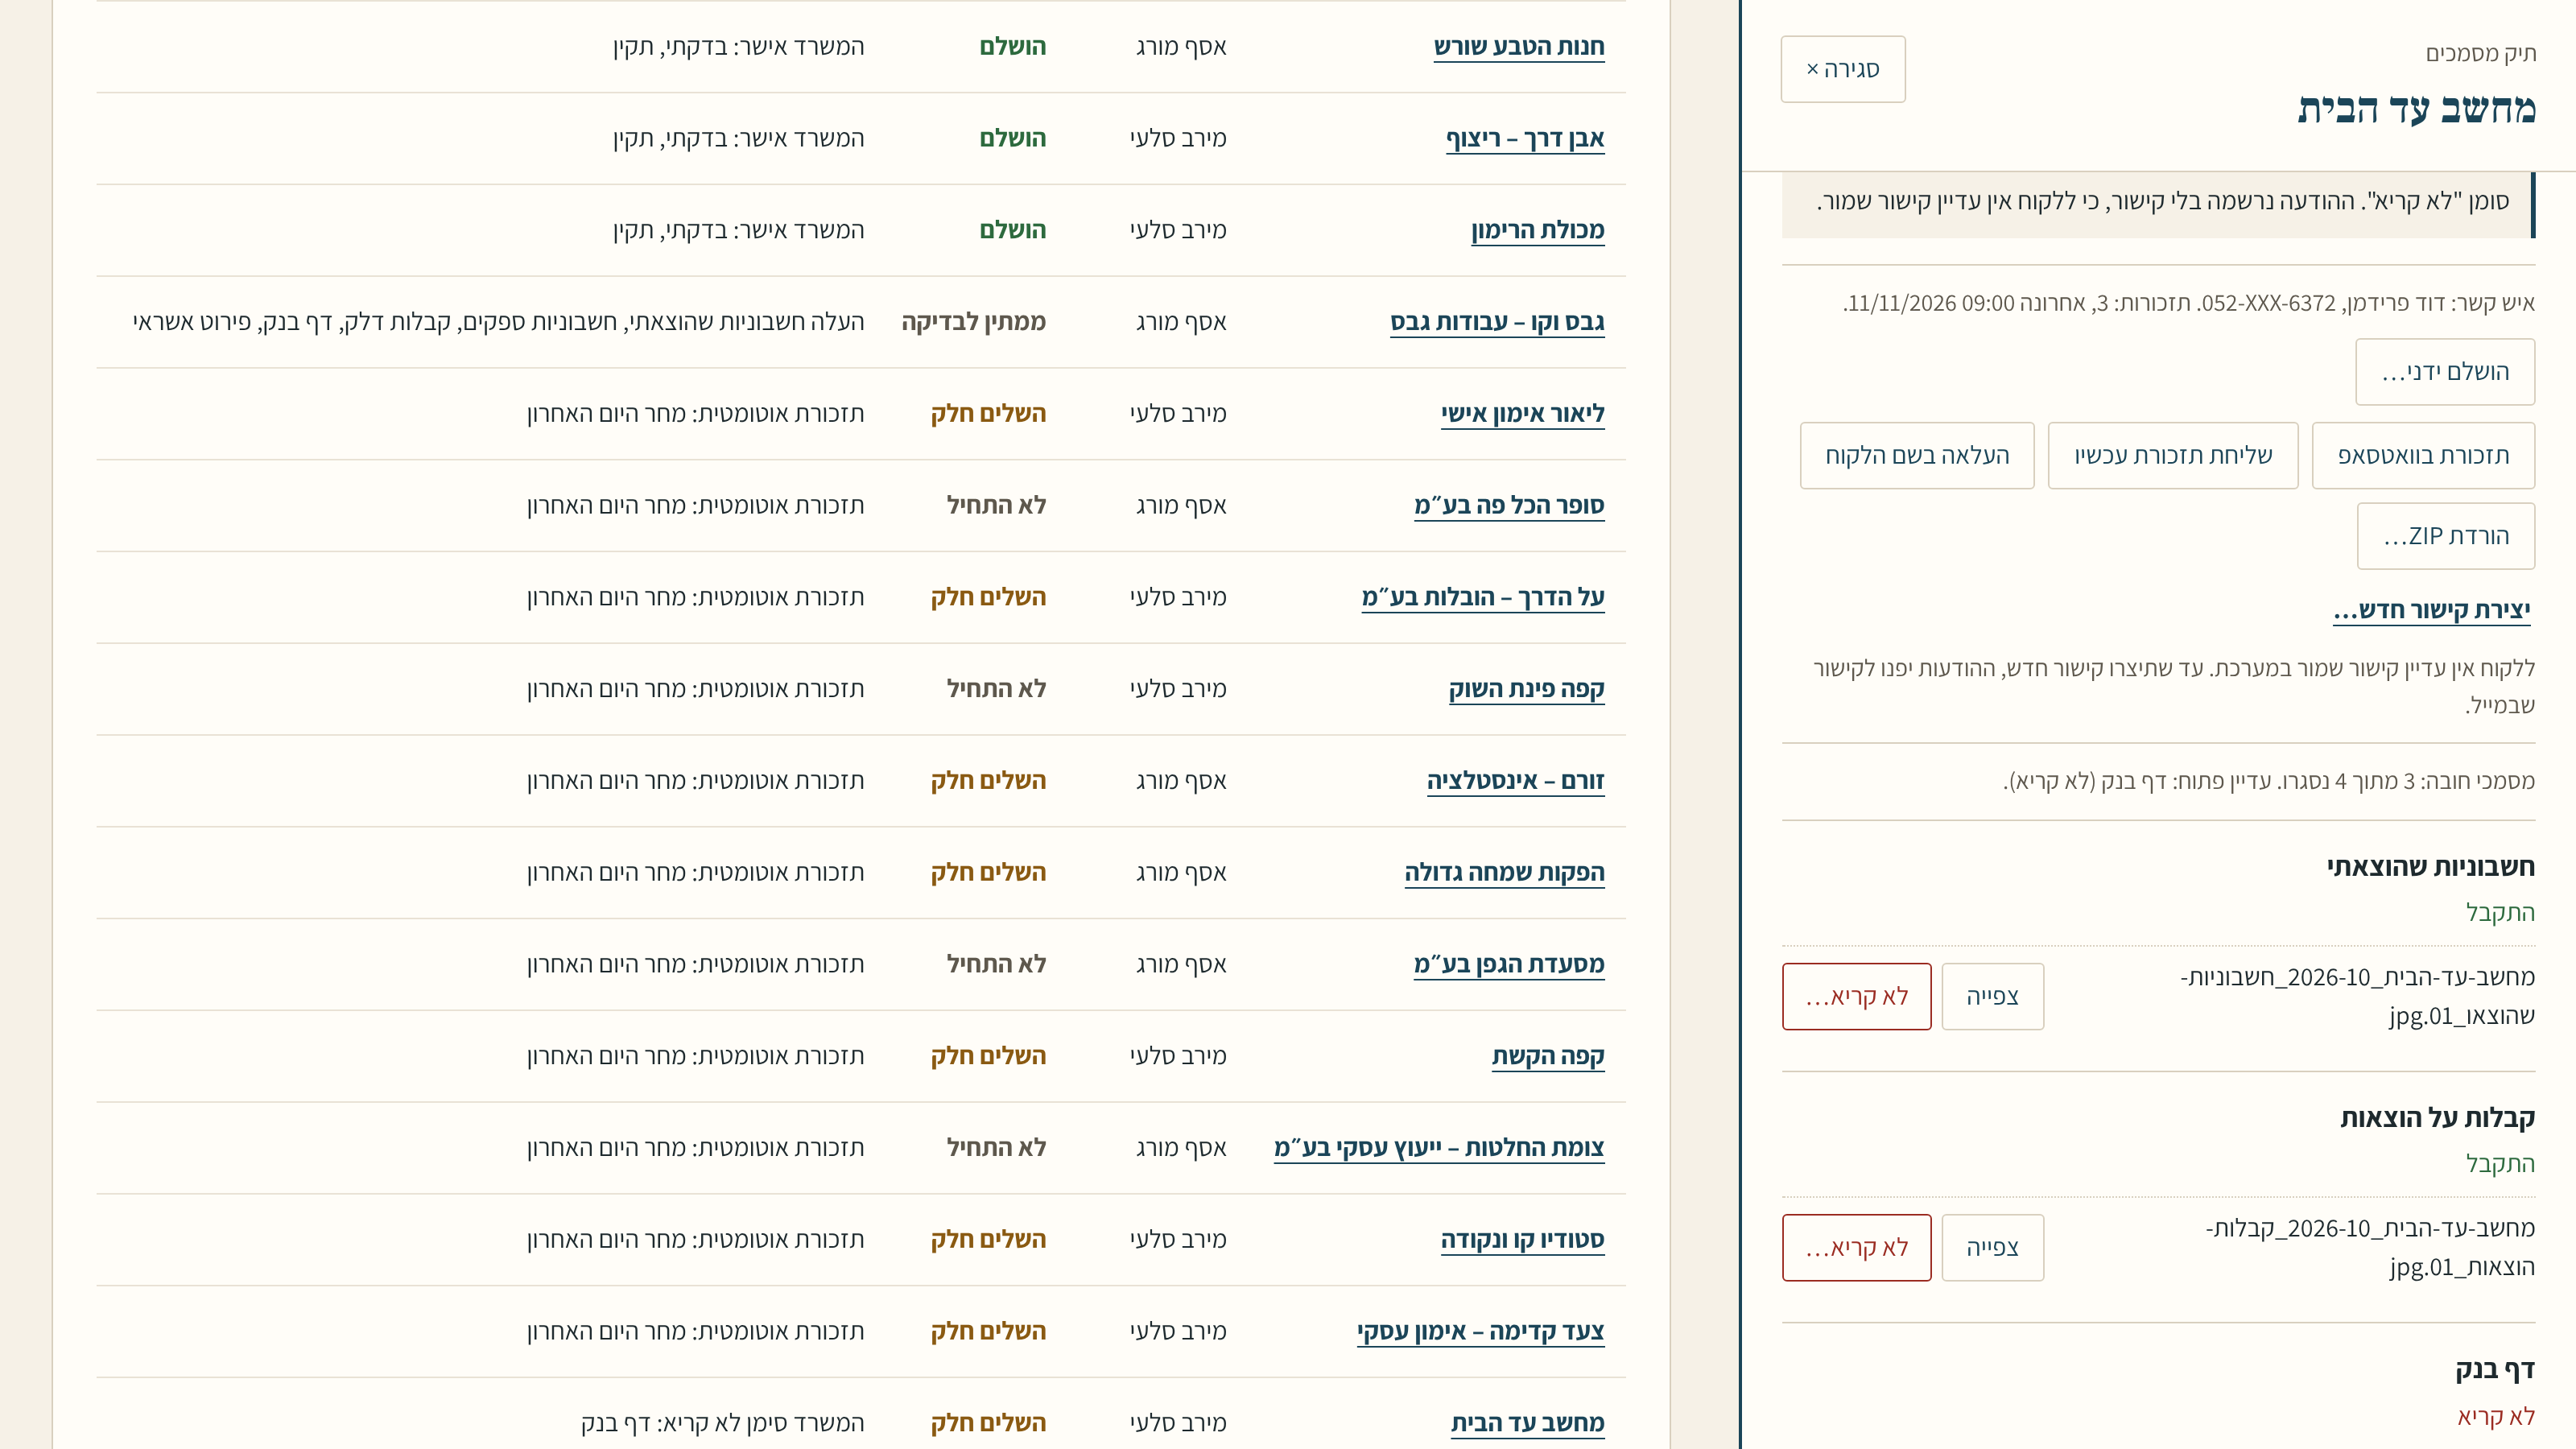 תיק מסמכים
מחשב עד הבית
סגירה ×
סומן "לא קריא". ההודעה נרשמה בלי קישור, כי ללקוח אין עדיין קישור שמור.
איש קשר: דוד פרידמן, 052-XXX-6372. תזכורות: 3, אחרונה 11/11/2026 09:00.
הושלם ידני…
תזכורת בוואטסאפ
שליחת תזכורת עכשיו
העלאה בשם הלקוח
הורדת ZIP…
יצירת קישור חדש…
ללקוח אין עדיין קישור שמור במערכת. עד שתיצרו קישור חדש, ההודעות יפנו לקישור
שבמייל.
מסמכי חובה: 3 מתוך 4 נסגרו. עדיין פתוח: דף בנק (לא קריא).
חשבוניות שהוצאתי
התקבל
מחשב-עד-הבית_2026-10_חשבוניות-
שהוצאו_01.jpg
צפייה
לא קריא…
קבלות על הוצאות
התקבל
מחשב-עד-הבית_2026-10_קבלות-
הוצאות_01.jpg
צפייה
לא קריא…
דף בנק
לא קריא
חנות הטבע שורש אסף מורג הושלם המשרד אישר: בדקתי, תקין
אבן דרך – ריצוף מירב סלעי הושלם המשרד אישר: בדקתי, תקין
מכולת הרימון מירב סלעי הושלם המשרד אישר: בדקתי, תקין
גבס וקו – עבודות גבס אסף מורג ממתין לבדיקה העלה חשבוניות שהוצאתי, חשבוניות ספקים, קבלות דלק, דף בנק, פירוט אשראי
ליאור אימון אישי מירב סלעי השלים חלק תזכורת אוטומטית: מחר היום האחרון
סופר הכל פה בע״מ אסף מורג לא התחיל תזכורת אוטומטית: מחר היום האחרון
על הדרך – הובלות בע״מ מירב סלעי השלים חלק תזכורת אוטומטית: מחר היום האחרון
קפה פינת השוק מירב סלעי לא התחיל תזכורת אוטומטית: מחר היום האחרון
זורם – אינסטלציה אסף מורג השלים חלק תזכורת אוטומטית: מחר היום האחרון
הפקות שמחה גדולה אסף מורג השלים חלק תזכורת אוטומטית: מחר היום האחרון
מסעדת הגפן בע״מ אסף מורג לא התחיל תזכורת אוטומטית: מחר היום האחרון
קפה הקשת מירב סלעי השלים חלק תזכורת אוטומטית: מחר היום האחרון
צומת החלטות – ייעוץ עסקי בע״מ אסף מורג לא התחיל תזכורת אוטומטית: מחר היום האחרון
סטודיו קו ונקודה מירב סלעי השלים חלק תזכורת אוטומטית: מחר היום האחרון
צעד קדימה – אימון עסקי מירב סלעי השלים חלק תזכורת אוטומטית: מחר היום האחרון
מחשב עד הבית מירב סלעי השלים חלק המשרד סימן לא קריא: דף בנק